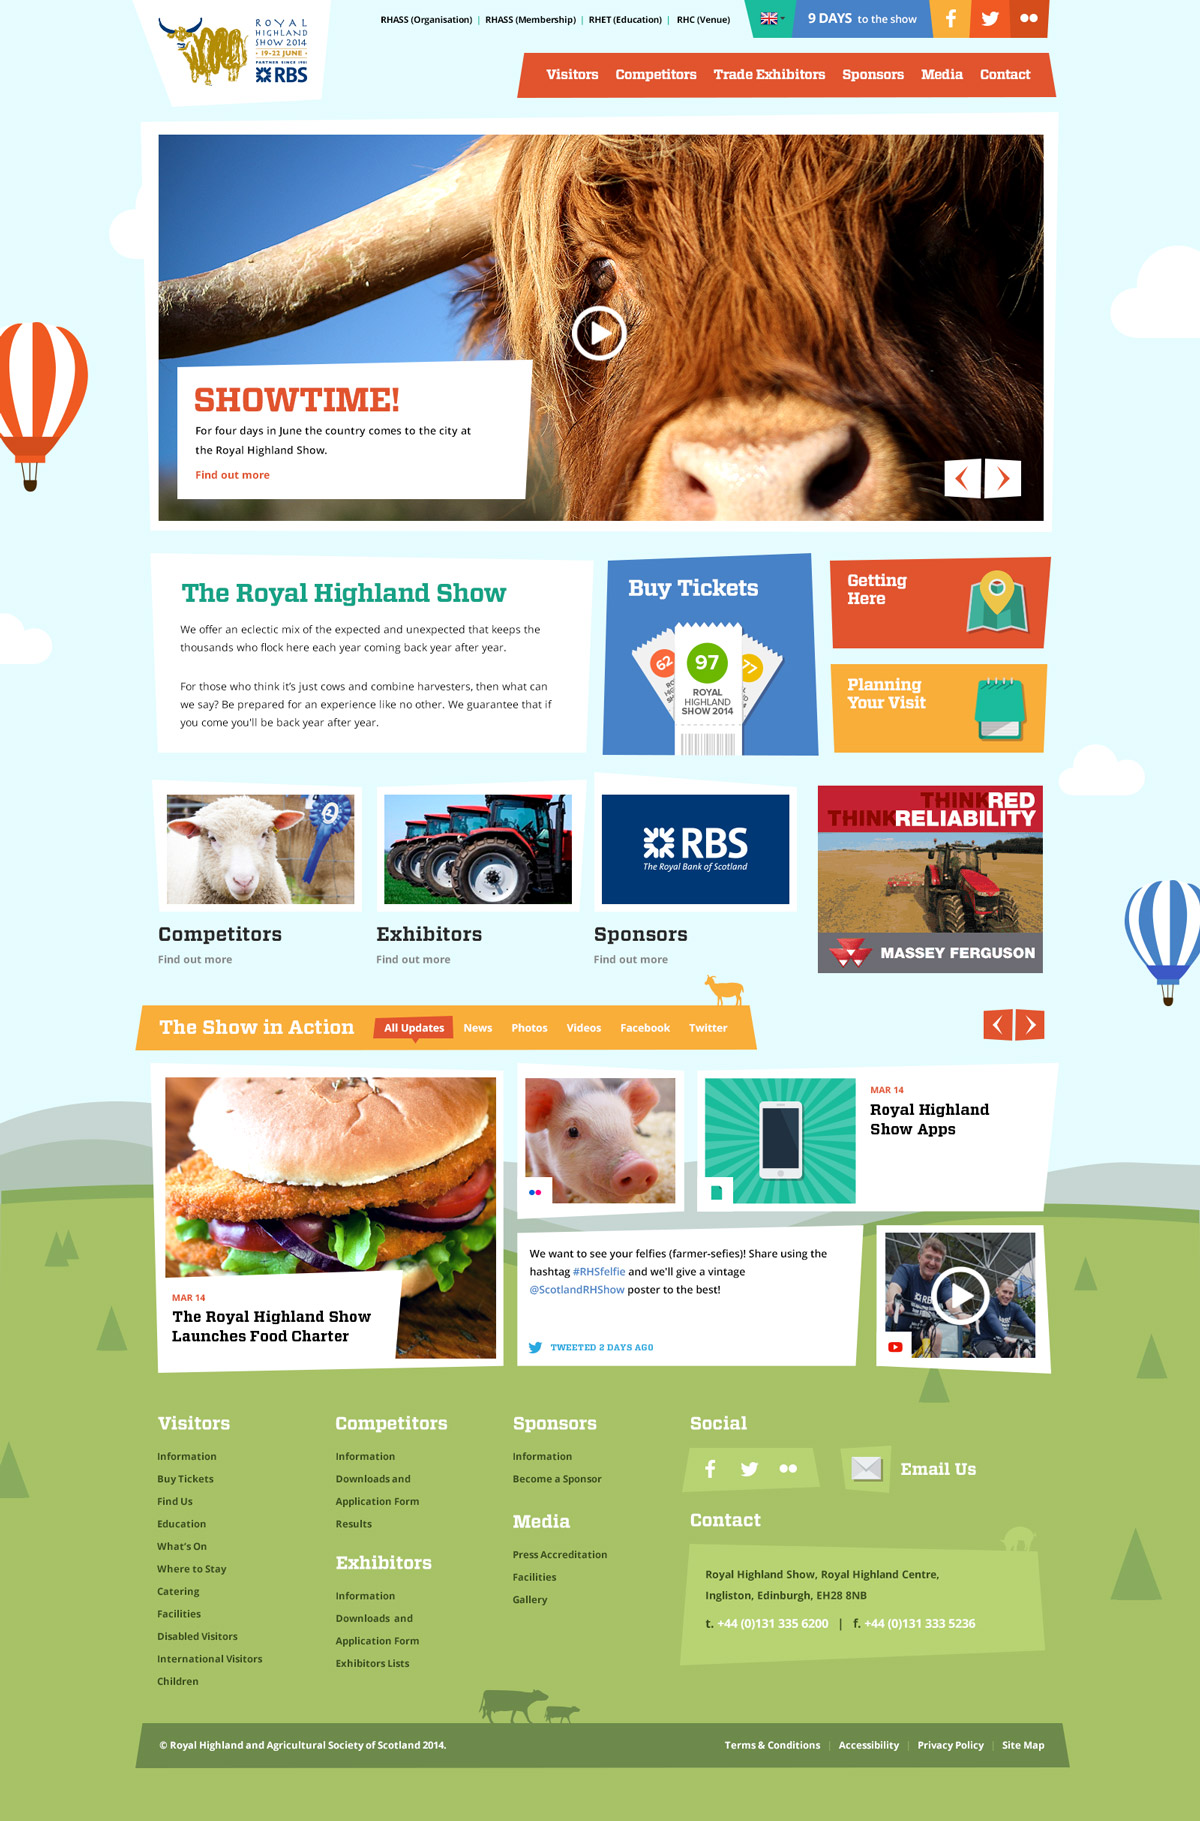 ROYAL
HIGHLAND
SHOW 2014
- 19-22 JUNE -
PARTNER SINCE 1981
RBS
RHASS (Organisation) | RHASS (Membership) | RHET (Education) | RHC (Venue)
9 DAYS to the show
Visitors Competitors Trade Exhibitors Sponsors Media Contact
SHOWTIME!
For four days in June the country comes to the city at
the Royal Highland Show.
Find out more
The Royal Highland Show
We offer an eclectic mix of the expected and unexpected that keeps the
thousands who flock here each year coming back year after year.
For those who think it's just cows and combine harvesters, then what can
we say? Be prepared for an experience like no other. We guarantee that if
you come you'll be back year after year.
Buy Tickets
62
97
77
ROYAL
HIGHLAND
SHOW 2014
Getting
Here
Planning
Your Visit
RBS
The Royal Bank of Scotland
THINK RED
THINK RELIABILITY
MASSEY FERGUSON
Competitors
Find out more
Exhibitors
Find out more
Sponsors
Find out more
The Show in Action
All Updates News Photos Videos Facebook Twitter
MAR 14
The Royal Highland Show
Launches Food Charter
MAR 14
Royal Highland
Show Apps
We want to see your felfies (farmer-sefies)! Share using the
hashtag #RHSfelfie and we'll give a vintage
@ScotlandRHShow poster to the best!
TWEETED 2 DAYS AGO
RBS
Visitors
Information
Buy Tickets
Find Us
Education
What's On
Where to Stay
Catering
Facilities
Disabled Visitors
International Visitors
Children
Competitors
Information
Downloads and
Application Form
Results
Exhibitors
Information
Downloads and
Application Form
Exhibitors Lists
Sponsors
Information
Become a Sponsor
Media
Press Accreditation
Facilities
Gallery
Social
Email Us
Contact
Royal Highland Show, Royal Highland Centre,
Ingliston, Edinburgh, EH28 8NB
t. +44 (0)131 335 6200 | f. +44 (0)131 333 5236
© Royal Highland and Agricultural Society of Scotland 2014.
Terms & Conditions | Accessibility | Privacy Policy | Site Map